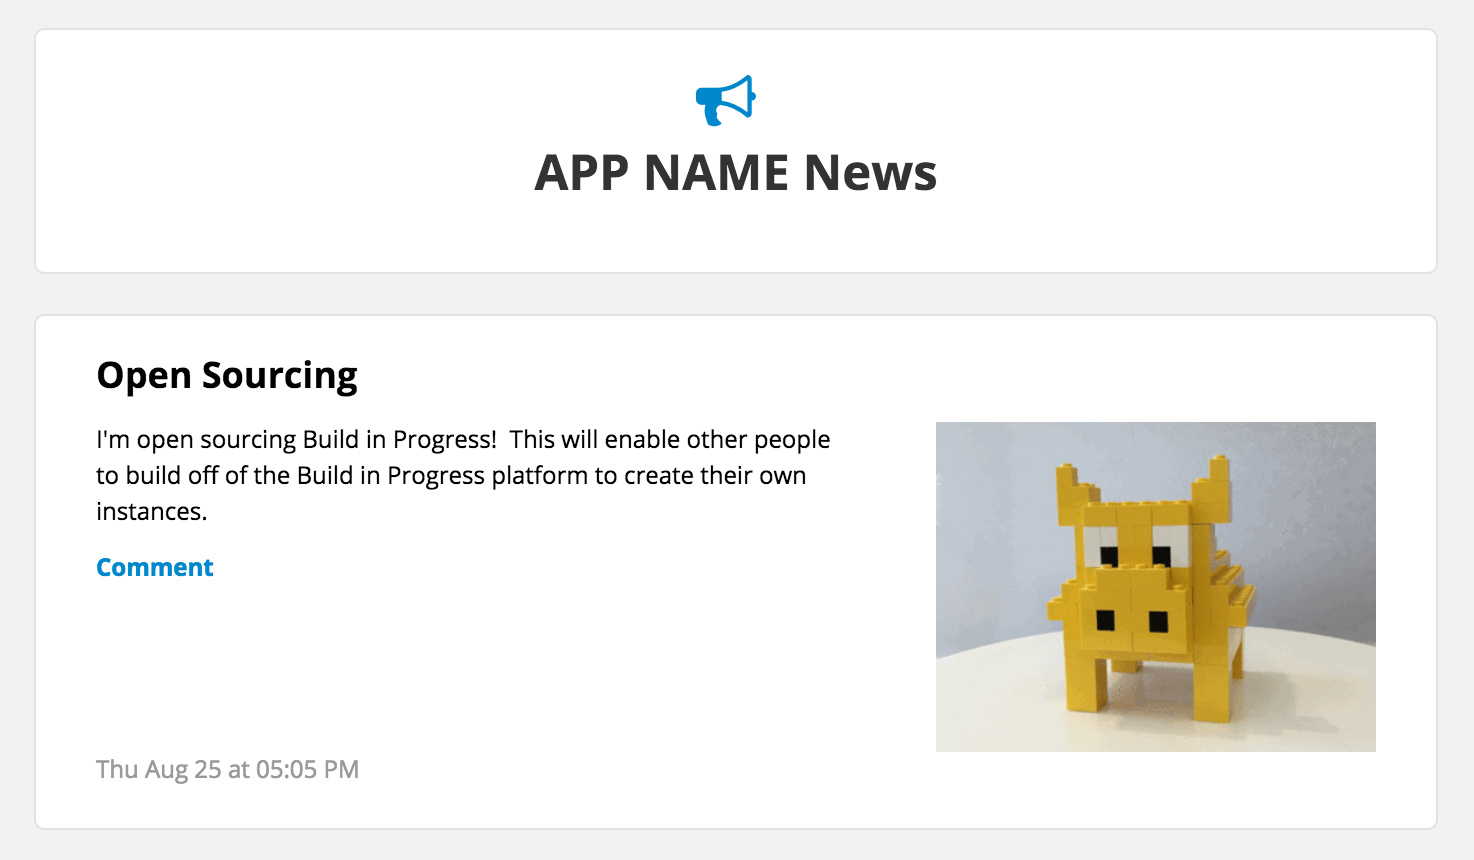 APP NAME News
Open Sourcing
I'm open sourcing Build in Progress!  This will enable other people
to build off of the Build in Progress platform to create their own
instances.
Comment
Thu Aug 25 at 05:05 PM